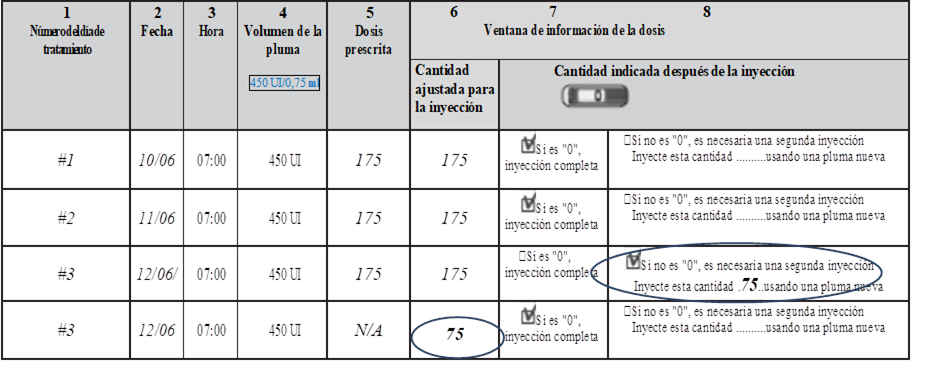 1 2 3 4 5 6 7 8
Número del día de tratamiento
Fecha
Hora
Volumen de la pluma
450 UI/0,75 ml
Dosis prescrita
Ventana de información de la dosis
Cantidad ajustada para la inyección
Cantidad indicada después de la inyección
0
#1 10/06 07:00 450 UI 175 175 ☑Si es "0", inyección completa
☐Si no es "0", es necesaria una segunda inyección
Inyecte esta cantidad ..........usando una pluma nueva
#2 11/06 07:00 450 UI 175 175 ☑Si es "0", inyección completa
☐Si no es "0", es necesaria una segunda inyección
Inyecte esta cantidad ..........usando una pluma nueva
#3 12/06/ 07:00 450 UI 175 175 ☐Si es "0", inyección completa
☑Si no es "0", es necesaria una segunda inyección
Inyecte esta cantidad .75..usando una pluma nueva
#3 12/06 07:00 450 UI N/A 75 ☑Si es "0", inyección completa
☐Si no es "0", es necesaria una segunda inyección
Inyecte esta cantidad ..........usando una pluma nueva